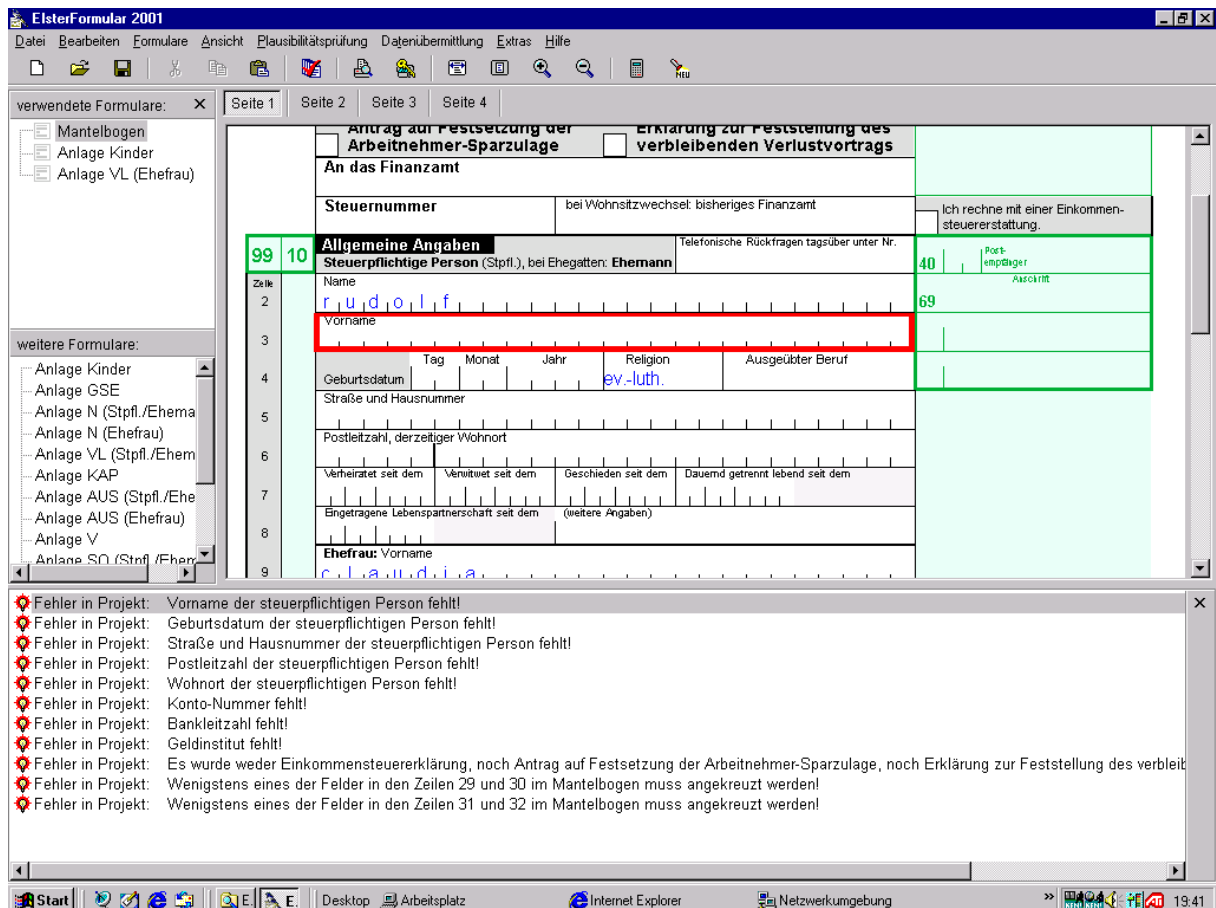 ElsterFormular 2001
Datei Bearbeiten Formulare Ansicht Plausibilitätsprüfung Datenübermittlung Extras Hilfe
NEU
verwendete Formulare:
Mantelbogen
Anlage Kinder
Anlage VL (Ehefrau)
weitere Formulare:
Anlage Kinder
Anlage GSE
Anlage N (Stpfl./Ehema
Anlage N (Ehefrau)
Anlage VL (Stpfl./Ehem
Anlage KAP
Anlage AUS (Stpfl./Ehe
Anlage AUS (Ehefrau)
Anlage V
Anlage SO (Stpfl./Ehem
Seite 1 Seite 2 Seite 3 Seite 4
Antrag auf Festsetzung der Arbeitnehmer-Sparzulage
Erklärung zur Feststellung des verbleibenden Verlustvortrags
An das Finanzamt
Steuernummer
bei Wohnsitzwechsel: bisheriges Finanzamt
Ich rechne mit einer Einkommen-
steuererstattung.
99 10
Allgemeine Angaben
Steuerpflichtige Person (Stpfl.), bei Ehegatten: Ehemann
Telefonische Rückfragen tagsüber unter Nr.
40
Post-
empfänger
Zeile
Name
Anschrift
2
rudolf
69
Vorname
3
Tag Monat Jahr Religion Ausgeübter Beruf
4
Geburtsdatum
ev.-luth.
Straße und Hausnummer
5
Postleitzahl, derzeitiger Wohnort
6
Verheiratet seit dem Verwitwet seit dem Geschieden seit dem Dauernd getrennt lebend seit dem
7
Eingetragene Lebenspartnerschaft seit dem (weitere Angaben)
8
Ehefrau: Vorname
9
claudia
Fehler in Projekt: Vorname der steuerpflichtigen Person fehlt!
Fehler in Projekt: Geburtsdatum der steuerpflichtigen Person fehlt!
Fehler in Projekt: Straße und Hausnummer der steuerpflichtigen Person fehlt!
Fehler in Projekt: Postleitzahl der steuerpflichtigen Person fehlt!
Fehler in Projekt: Wohnort der steuerpflichtigen Person fehlt!
Fehler in Projekt: Konto-Nummer fehlt!
Fehler in Projekt: Bankleitzahl fehlt!
Fehler in Projekt: Geldinstitut fehlt!
Fehler in Projekt: Es wurde weder Einkommensteuererklärung, noch Antrag auf Festsetzung der Arbeitnehmer-Sparzulage, noch Erklärung zur Feststellung des verbleib
Fehler in Projekt: Wenigstens eines der Felder in den Zeilen 29 und 30 im Mantelbogen muss angekreuzt werden!
Fehler in Projekt: Wenigstens eines der Felder in den Zeilen 31 und 32 im Mantelbogen muss angekreuzt werden!
Start E. E. Desktop Arbeitsplatz Internet Explorer Netzwerkumgebung » 19:41